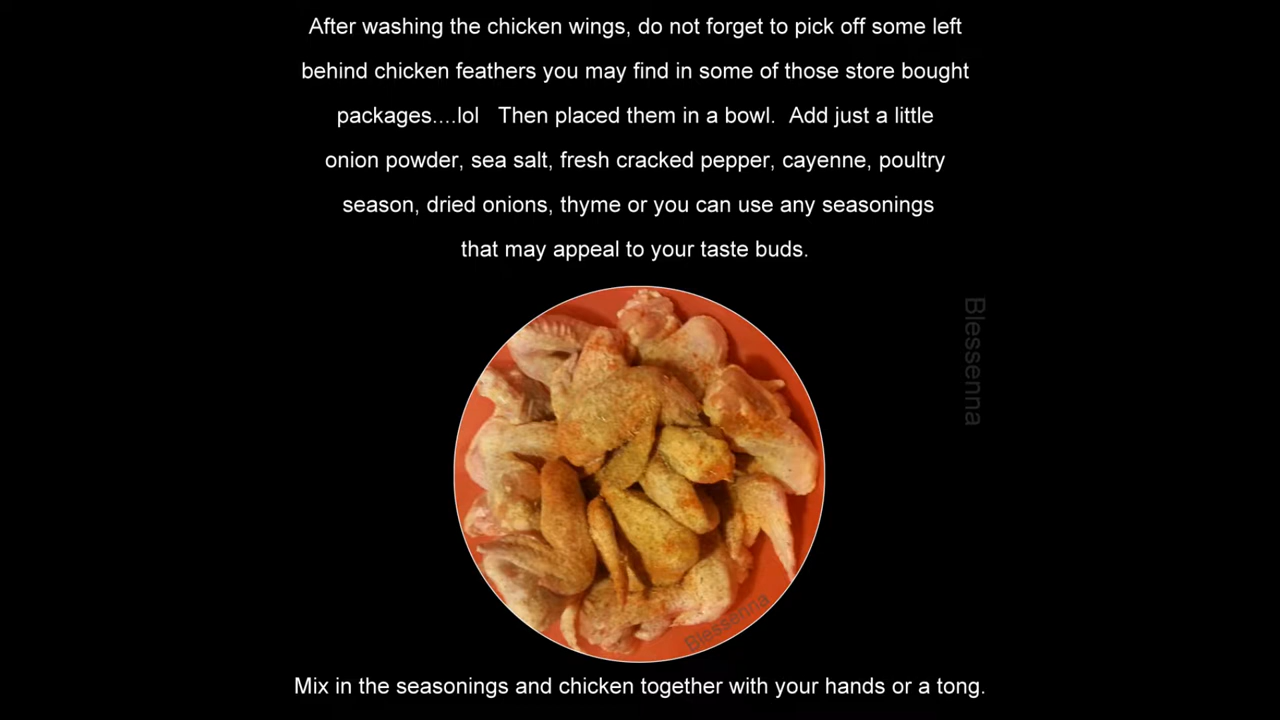 After washing the chicken wings, do not forget to pick off some left
behind chicken feathers you may find in some of those store bought
packages....lol   Then placed them in a bowl.  Add just a little
onion powder, sea salt, fresh cracked pepper, cayenne, poultry
season, dried onions, thyme or you can use any seasonings
that may appeal to your taste buds.
Blessenna
Blessenna
Mix in the seasonings and chicken together with your hands or a tong.